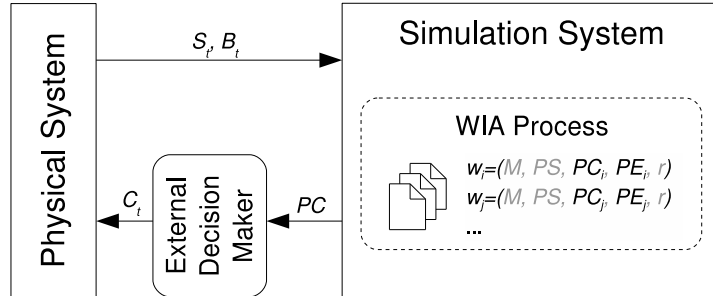 Physical System
S_t, B_t
Simulation System
WIA Process
w_i=(M, PS, PC_i, PE_i, r)
w_j=(M, PS, PC_j, PE_j, r)
...
PC
External
Decision
Maker
C_t